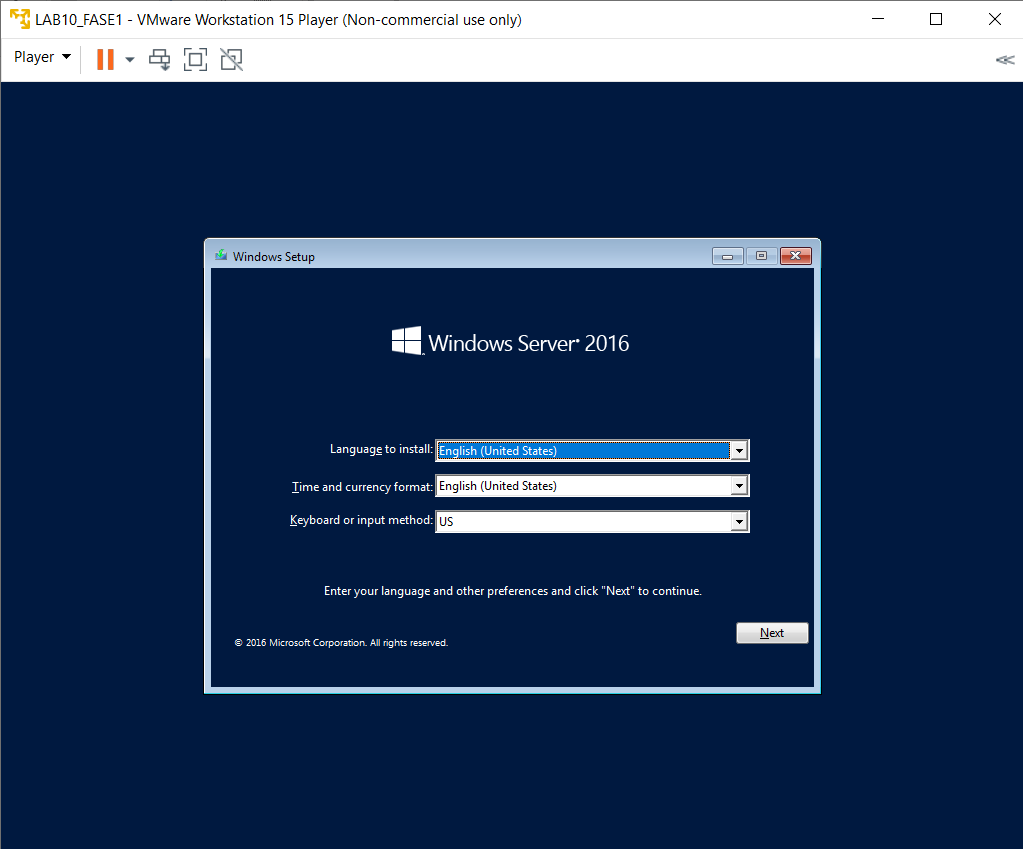 LAB10_FASE1 - VMware Workstation 15 Player (Non-commercial use only)
Player
Windows Setup
Windows Server® 2016
Language to install: English (United States)
Time and currency format: English (United States)
Keyboard or input method: US
Enter your language and other preferences and click "Next" to continue.
Next
© 2016 Microsoft Corporation. All rights reserved.